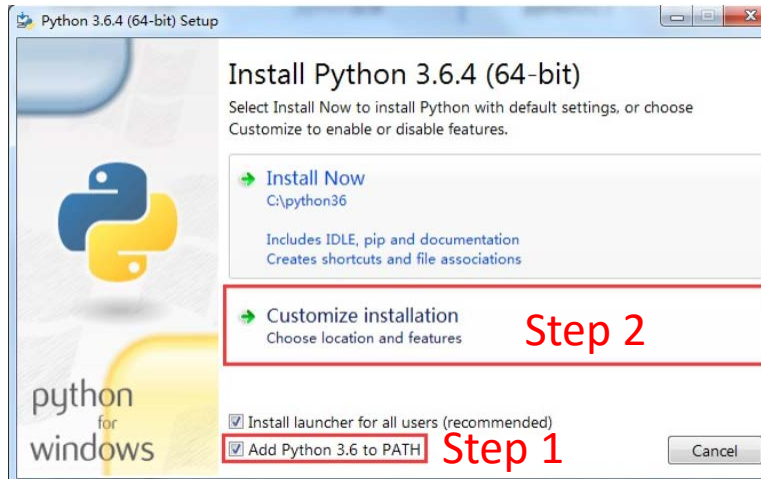 Python 3.6.4 (64-bit) Setup
Install Python 3.6.4 (64-bit)
Select Install Now to install Python with default settings, or choose
Customize to enable or disable features.
Install Now
C:\python36
Includes IDLE, pip and documentation
Creates shortcuts and file associations
Customize installation
Choose location and features
Step 2
python
for
windows
Install launcher for all users (recommended)
Add Python 3.6 to PATH
Step 1
Cancel